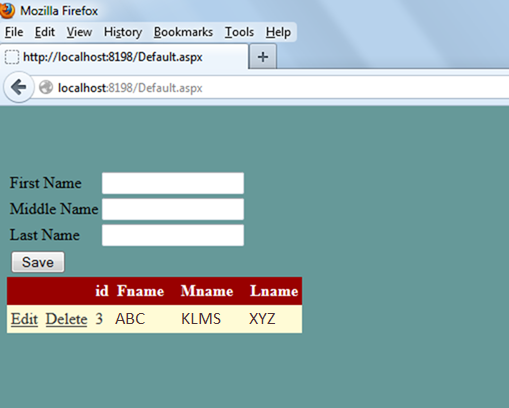 Mozilla Firefox
File Edit View History Bookmarks Tools Help
http://localhost:8198/Default.aspx +
localhost:8198/Default.aspx
First Name
Middle Name
Last Name
Save
id Fname Mname Lname
Edit Delete 3 ABC KLMS XYZ